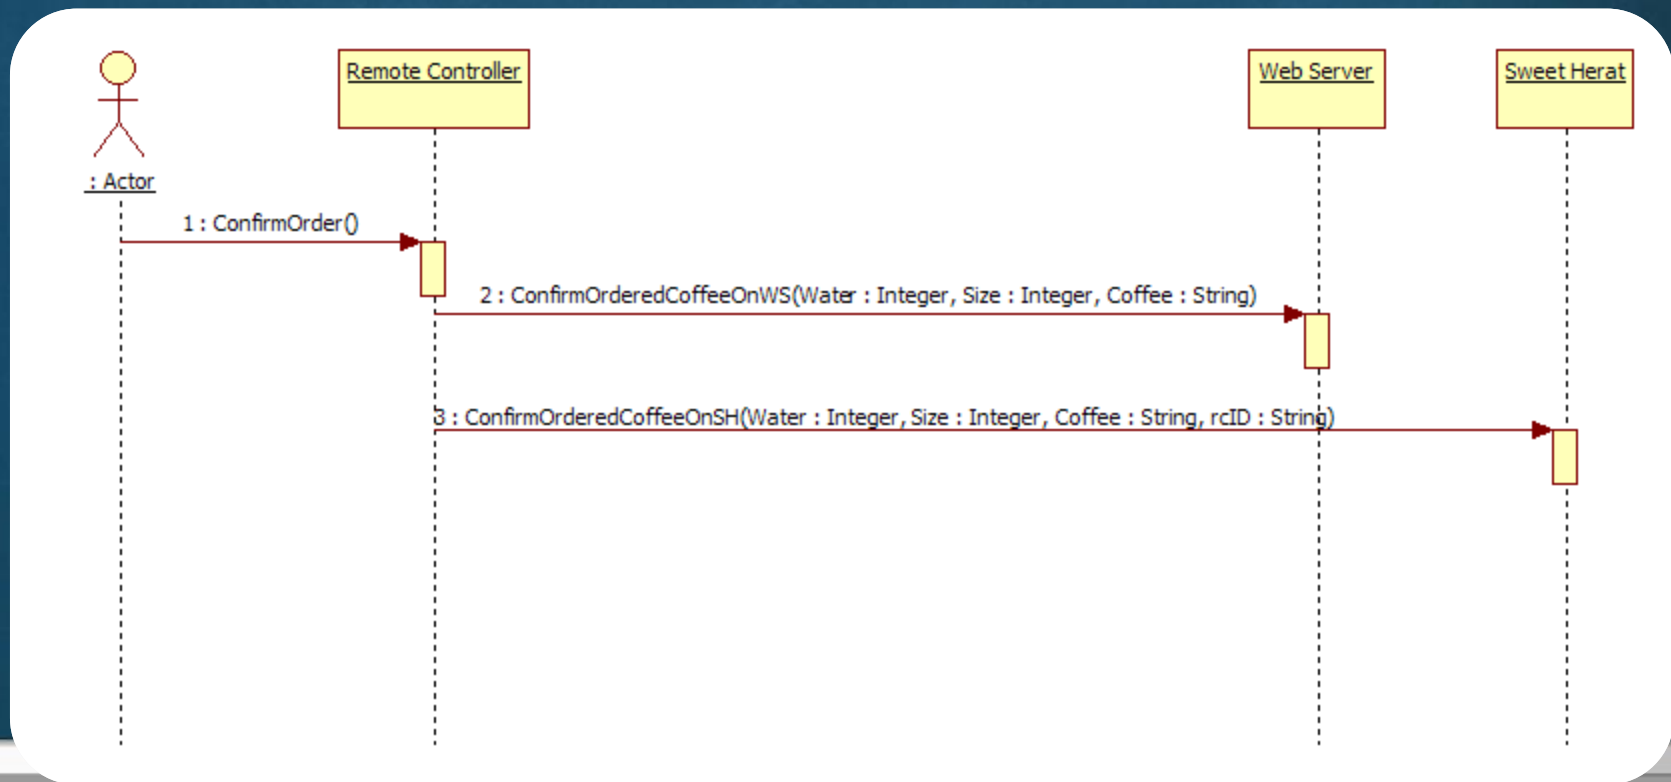 Remote Controller
Web Server
Sweet Herat
: Actor
1 : ConfirmOrder()
2 : ConfirmOrderedCoffeeOnWS(Water : Integer, Size : Integer, Coffee : String)
3 : ConfirmOrderedCoffeeOnSH(Water : Integer, Size : Integer, Coffee : String, rcID : String)